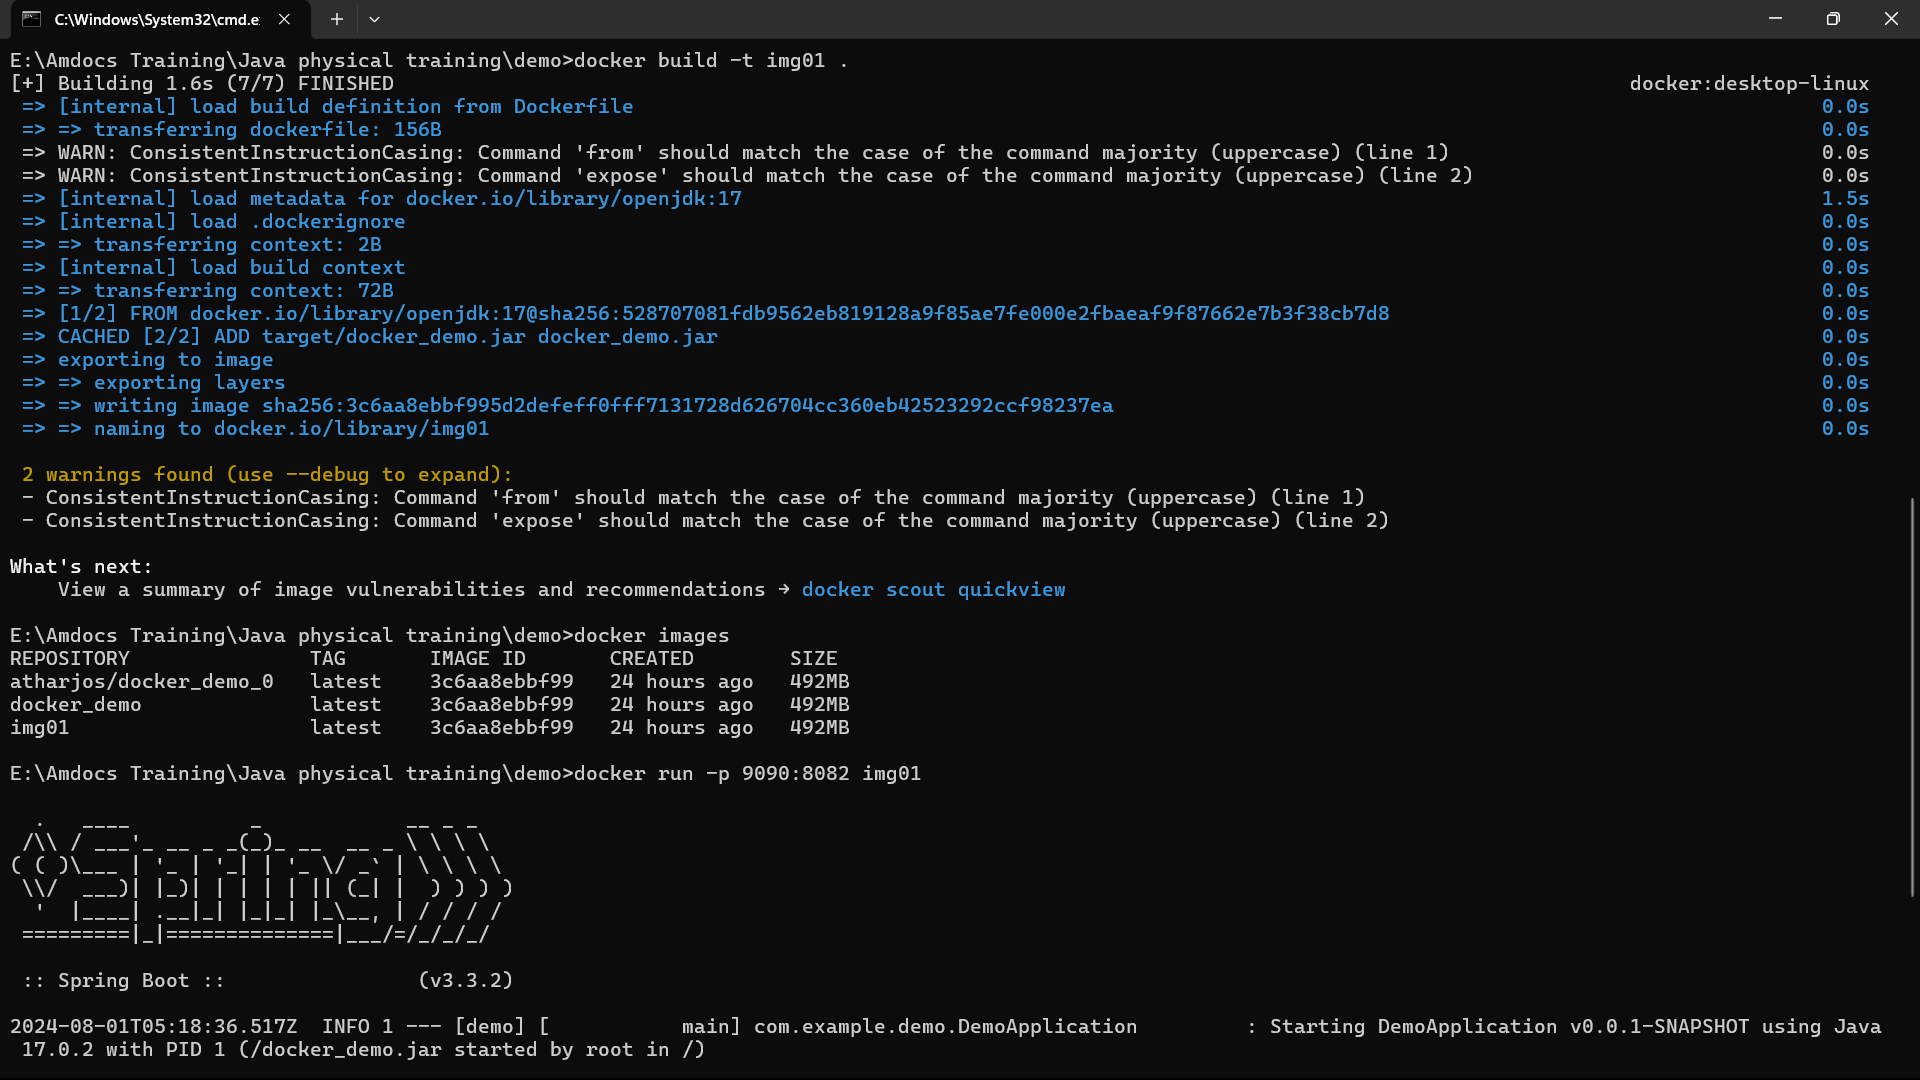 C:\Windows\System32\cmd.e
E:\Amdocs Training\Java physical training\demo>docker build -t img01 .
[+] Building 1.6s (7/7) FINISHED docker:desktop-linux
=> [internal] load build definition from Dockerfile 0.0s
=> => transferring dockerfile: 156B 0.0s
=> WARN: ConsistentInstructionCasing: Command 'from' should match the case of the command majority (uppercase) (line 1) 0.0s
=> WARN: ConsistentInstructionCasing: Command 'expose' should match the case of the command majority (uppercase) (line 2) 0.0s
=> [internal] load metadata for docker.io/library/openjdk:17 1.5s
=> [internal] load .dockerignore 0.0s
=> => transferring context: 2B 0.0s
=> [internal] load build context 0.0s
=> => transferring context: 72B 0.0s
=> [1/2] FROM docker.io/library/openjdk:17@sha256:528707081fdb9562eb819128a9f85ae7fe000e2fbaeaf9f87662e7b3f38cb7d8 0.0s
=> CACHED [2/2] ADD target/docker_demo.jar docker_demo.jar 0.0s
=> exporting to image 0.0s
=> => exporting layers 0.0s
=> => writing image sha256:3c6aa8ebbf995d2defeff0fff7131728d626704cc360eb42523292ccf98237ea 0.0s
=> => naming to docker.io/library/img01 0.0s
2 warnings found (use --debug to expand):
- ConsistentInstructionCasing: Command 'from' should match the case of the command majority (uppercase) (line 1)
- ConsistentInstructionCasing: Command 'expose' should match the case of the command majority (uppercase) (line 2)
What's next:
View a summary of image vulnerabilities and recommendations → docker scout quickview
E:\Amdocs Training\Java physical training\demo>docker images
REPOSITORY TAG IMAGE ID CREATED SIZE
atharjos/docker_demo_0 latest 3c6aa8ebbf99 24 hours ago 492MB
docker_demo latest 3c6aa8ebbf99 24 hours ago 492MB
img01 latest 3c6aa8ebbf99 24 hours ago 492MB
E:\Amdocs Training\Java physical training\demo>docker run -p 9090:8082 img01
  .   ____          _            __ _ _
 /\\ / ___'_ __ _ _(_)_ __  __ _ \ \ \ \
( ( )\___ | '_ | '_| | '_ \/ _` | \ \ \ \
 \\/  ___)| |_)| | | | | || (_| |  ) ) ) )
  '  |____| .__|_| |_|_| |_\__, | / / / /
 =========|_|==============|___/=/_/_/_/
:: Spring Boot :: (v3.3.2)
2024-08-01T05:18:36.517Z  INFO 1 --- [demo] [           main] com.example.demo.DemoApplication         : Starting DemoApplication v0.0.1-SNAPSHOT using Java
17.0.2 with PID 1 (/docker_demo.jar started by root in /)